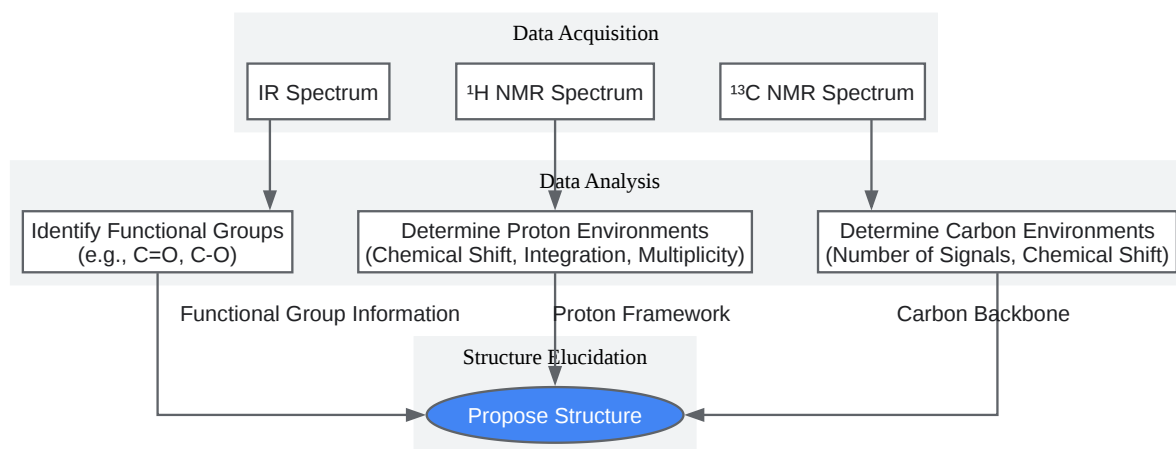 Data Acquisition
IR Spectrum
¹H NMR Spectrum
¹³C NMR Spectrum
Data Analysis
Identify Functional Groups
(e.g., C=O, C-O)
Determine Proton Environments
(Chemical Shift, Integration, Multiplicity)
Determine Carbon Environments
(Number of Signals, Chemical Shift)
Functional Group Information
Proton Framework
Carbon Backbone
Structure Elucidation
Propose Structure